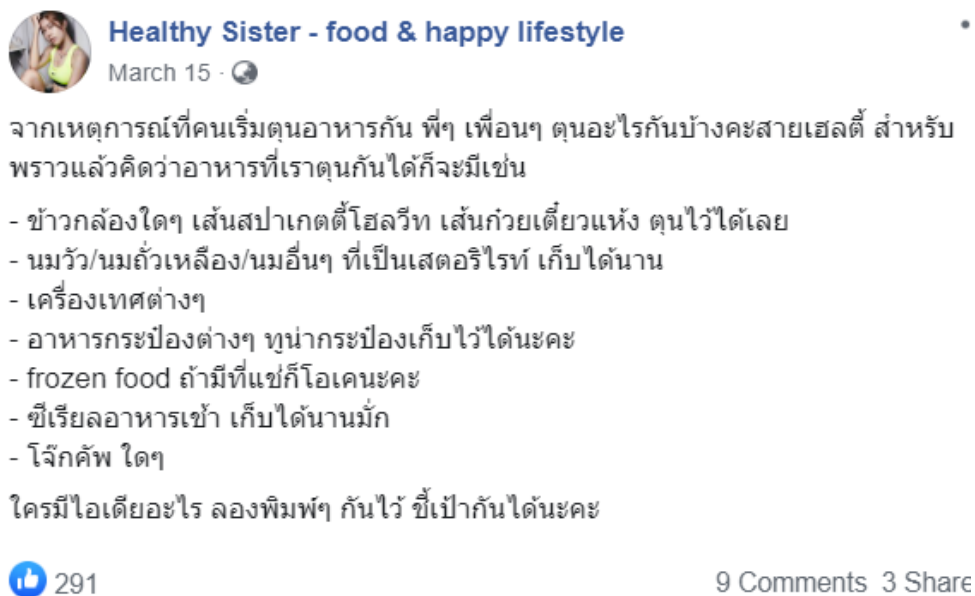 Healthy Sister - food & happy lifestyle
March 15 ·
จากเหตุการณ์ที่คนเริ่มตุนอาหารกัน พี่ๆ เพื่อนๆ ตุนอะไรกันบ้างคะสายเฮลตี้ สำหรับ
พราวแล้วคิดว่าอาหารที่เราตุนกันได้ก็จะมีเช่น
- ข้าวกล้องใดๆ เส้นสปาเกตตี้โฮลวีท เส้นก๋วยเตี๋ยวแห้ง ตุนไว้ได้เลย
- นมวัว/นมถั่วเหลือง/นมอื่นๆ ที่เป็นเสตอริไรท์ เก็บได้นาน
- เครื่องเทศต่างๆ
- อาหารกระป๋องต่างๆ ทูน่ากระป๋องเก็บไว้ได้นะคะ
- frozen food ถ้ามีที่แช่ก็โอเคนะคะ
- ซีเรียลอาหารเช้า เก็บได้นานมั่ก
- โจ๊กคัพ ใดๆ
ใครมีไอเดียอะไร ลองพิมพ์ๆ กันไว้ ชี้เป้ากันได้นะคะ
291
9 Comments 3 Share